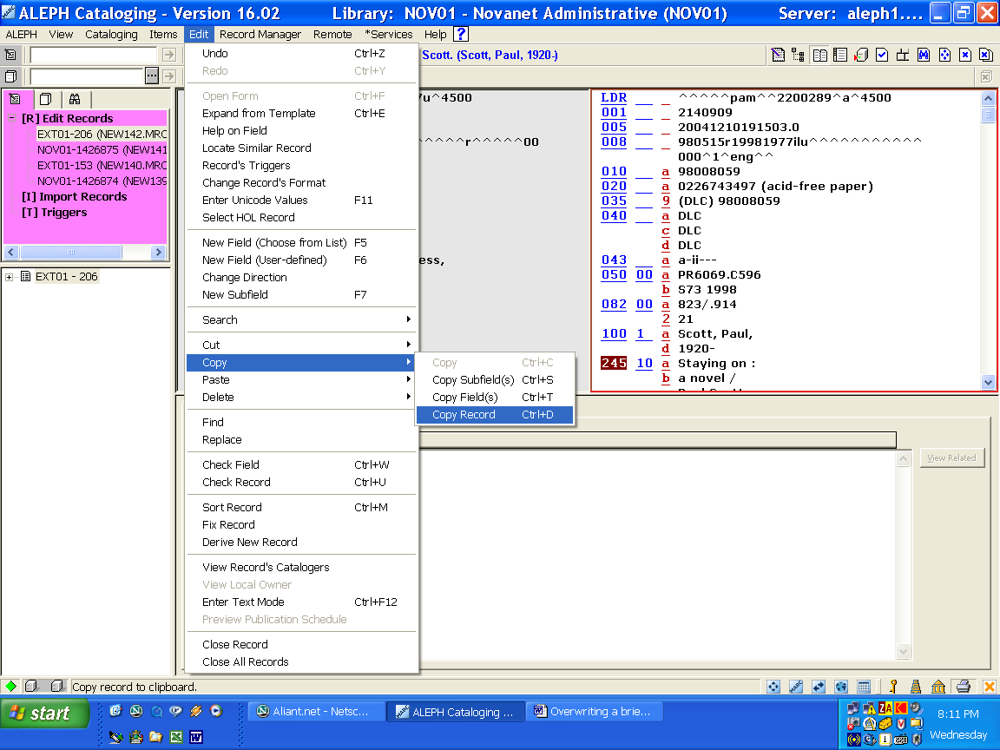 ALEPH Cataloging - Version 16.02 Library: NOV01 - Novanet Administrative (NOV01) Server: aleph1....
ALEPH View Cataloging Items Edit Record Manager Remote *Services Help ?
Scott. (Scott, Paul, 1920-)
[R] Edit Records
EXT01-206 (NEW142.MRC
NOV01-1426875 (NEW141
EXT01-153 (NEW140.MRC
NOV01-1426874 (NEW139
[I] Import Records
[T] Triggers
EXT01 - 206
Undo Ctrl+Z
Redo Ctrl+Y
Open Form Ctrl+F
Expand from Template Ctrl+E
Help on Field
Locate Similar Record
Record's Triggers
Change Record's Format
Enter Unicode Values F11
Select HOL Record
New Field (Choose from List) F5
New Field (User-defined) F6
Change Direction
New Subfield F7
Search
Cut
Copy
Paste
Delete
Find
Replace
Check Field Ctrl+W
Check Record Ctrl+U
Sort Record Ctrl+M
Fix Record
Derive New Record
View Record's Catalogers
View Local Owner
Enter Text Mode Ctrl+F12
Preview Publication Schedule
Close Record
Close All Records
Copy Ctrl+C
Copy Subfield(s) Ctrl+S
Copy Field(s) Ctrl+T
Copy Record Ctrl+D
^4500
^^^^^r^^^^^00
ess,
LDR __ _ ^^^^^pam^^2200289^a^4500
001 __ _ 2140909
005 __ _ 20041210191503.0
008 __ _ 980515r19981977ilu^^^^^^^^^^^
000^1^eng^^
010 __ a 98008059
020 __ a 0226743497 (acid-free paper)
035 __ 9 (DLC) 98008059
040 __ a DLC
c DLC
d DLC
043 __ a a-ii---
050 00 a PR6069.C596
b S73 1998
082 00 a 823/.914
2 21
100 1_ a Scott, Paul,
d 1920-
245 10 a Staying on :
b a novel /
View Related
Copy record to clipboard.
start
Aliant.net - Netsc...
ALEPH Cataloging ...
Overwriting a brie...
8:11 PM
Wednesday